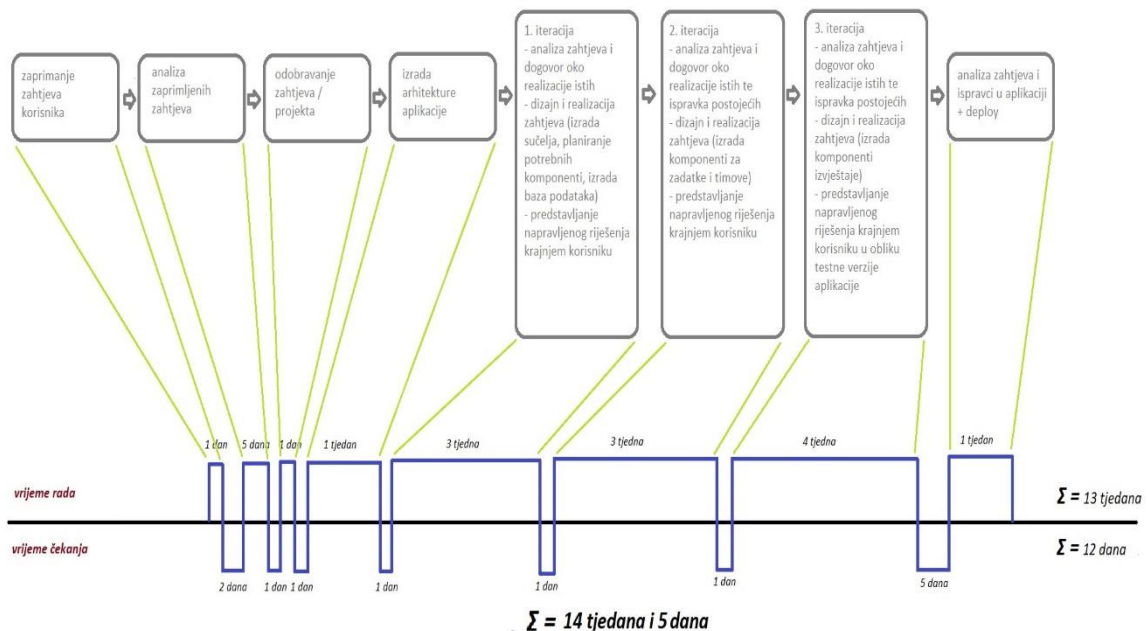 zaprimanje
zahtjeva
korisnika
analiza
zaprimljenih
zahtjeva
odobravanje
zahtjeva /
projekta
izrada
arhitekture
aplikacije
1. iteracija
- analiza zahtjeva i
dogovor oko
realizacije istih
- dizajn i realizacija
zahtjeva (izrada
sučelja, planiranje
potrebnih
komponenti, izrada
baza podataka)
- predstavljanje
napravljenog riješenja
krajnjem korisniku
2. iteracija
- analiza zahtjeva i
dogovor oko
realizacije istih te
ispravka postojećih
- dizajn i realizacija
zahtjeva (izrada
komponenti za
zadatke i timove)
- predstavljanje
napravljenog riješenja
krajnjem korisniku
3. iteracija
- analiza zahtjeva i
dogovor oko
realizacije istih te
ispravka postojećih
- dizajn i realizacija
zahtjeva (izrada
komponenti
izvještaje)
- predstavljanje
napravljenog
riješenja krajnjem
korisniku u obliku
testne verzije
aplikacije
analiza zahtjeva i
ispravci u aplikaciji
+ deploy
1 dan
5 dana
1 dan
1 tjedan
3 tjedna
3 tjedna
4 tjedna
1 tjedan
vrijeme rada
Σ = 13 tjedana
vrijeme čekanja
Σ = 12 dana
2 dana
1 dan
1 dan
1 dan
1 dan
1 dan
5 dana
Σ = 14 tjedana i 5 dana